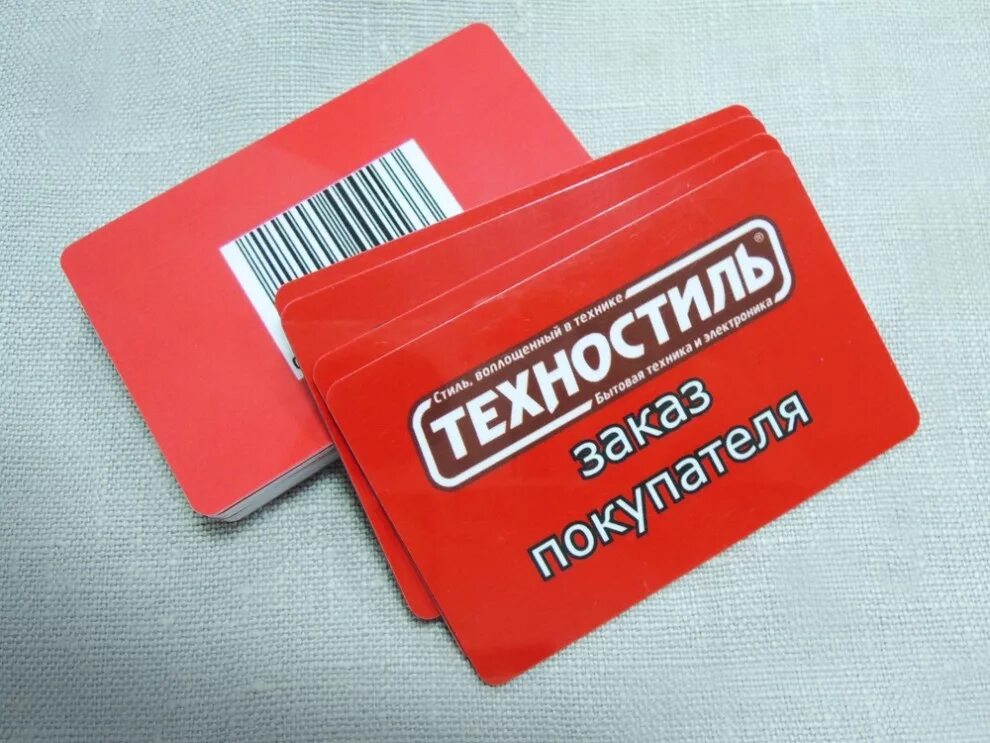 Стиль, воплощенный в технике
ТЕХНОСТИЛЬ®
Бытовая техника и электроника
заказ
покупателя